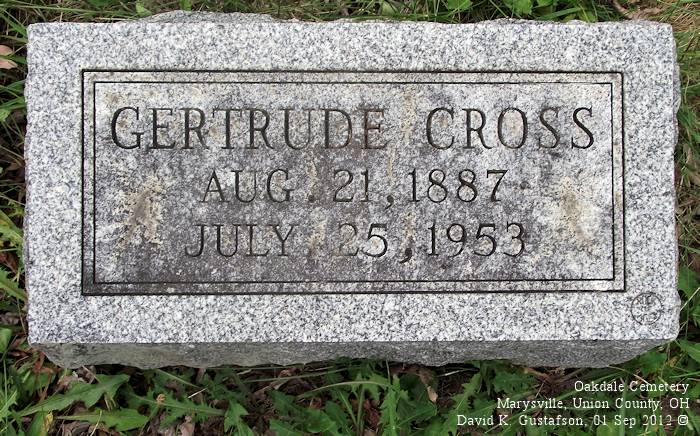 GERTRUDE CROSS
AUG. 21, 1887
JULY 25, 1953
Oakdale Cemetery
Marysville, Union County, OH
David K. Gustafson, 01 Sep 2012 ©